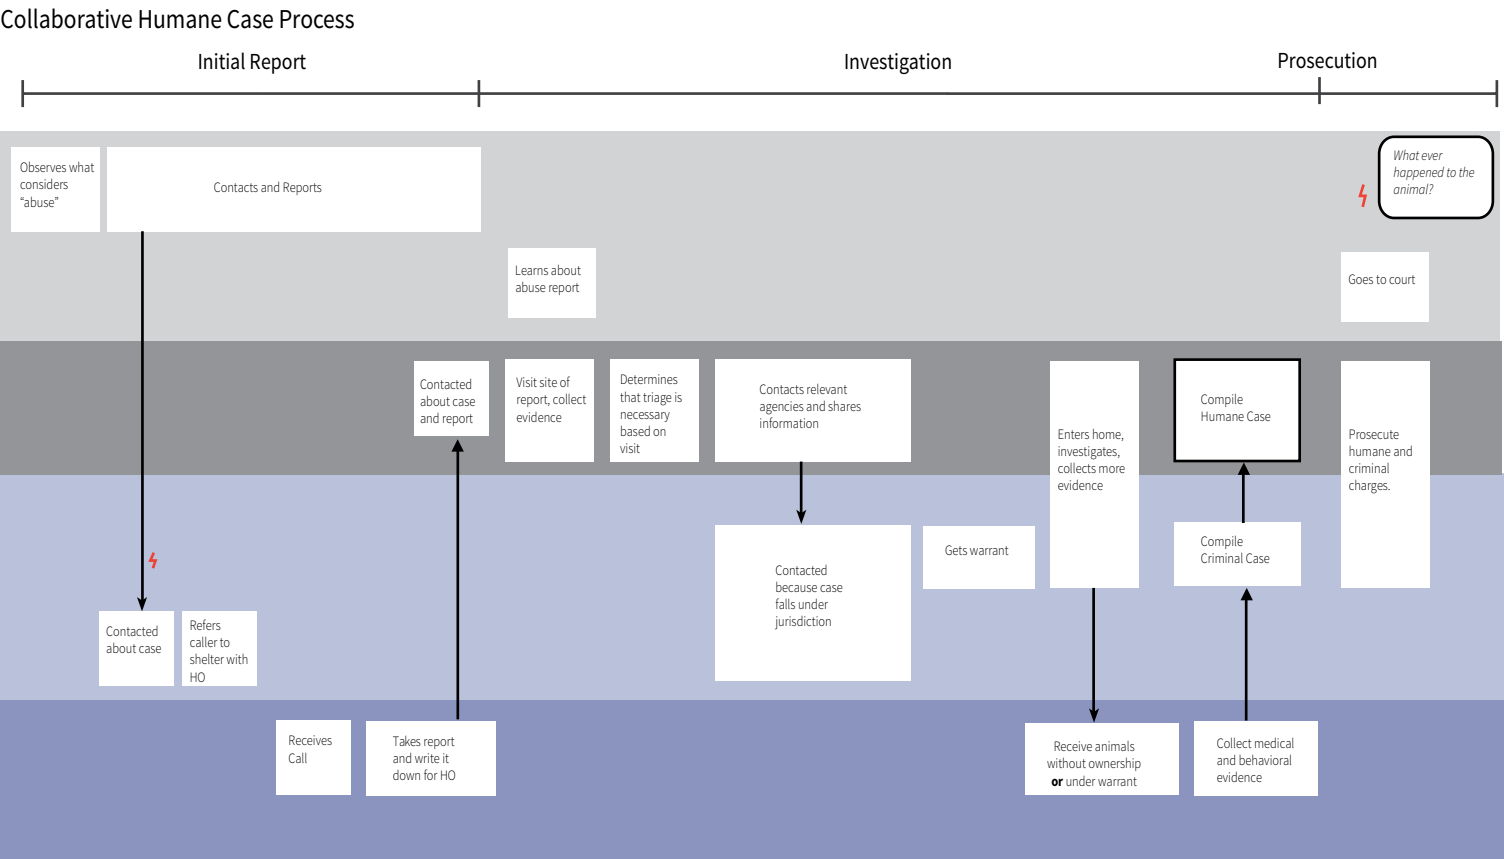 Collaborative Humane Case Process
Initial Report
Investigation
Prosecution
Observes what
considers
“abuse”
Contacts and Reports
What ever
happened to the
animal?
Learns about
abuse report
Goes to court
Contacted
about case
and report
Visit site of
report, collect
evidence
Determines
that triage is
necessary
based on
visit
Contacts relevant
agencies and shares
information
Enters home,
investigates,
collects more
evidence
Compile
Humane Case
Prosecute
humane and
criminal
charges.
Contacted
about case
Refers
caller to
shelter with
HO
Contacted
because case
falls under
jurisdiction
Gets warrant
Compile
Criminal Case
Receives
Call
Takes report
and write it
down for HO
Receive animals
without ownership
or under warrant
Collect medical
and behavioral
evidence